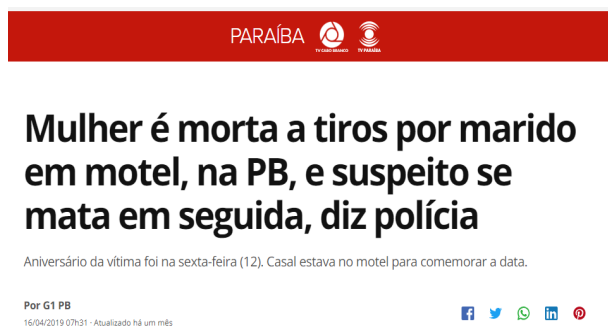 PARAÍBA
TV CABO BRANCO TV PARAÍBA
Mulher é morta a tiros por marido
em motel, na PB, e suspeito se
mata em seguida, diz polícia
Aniversário da vítima foi na sexta-feira (12). Casal estava no motel para comemorar a data.
Por G1 PB
16/04/2019 07h31 · Atualizado há um mês